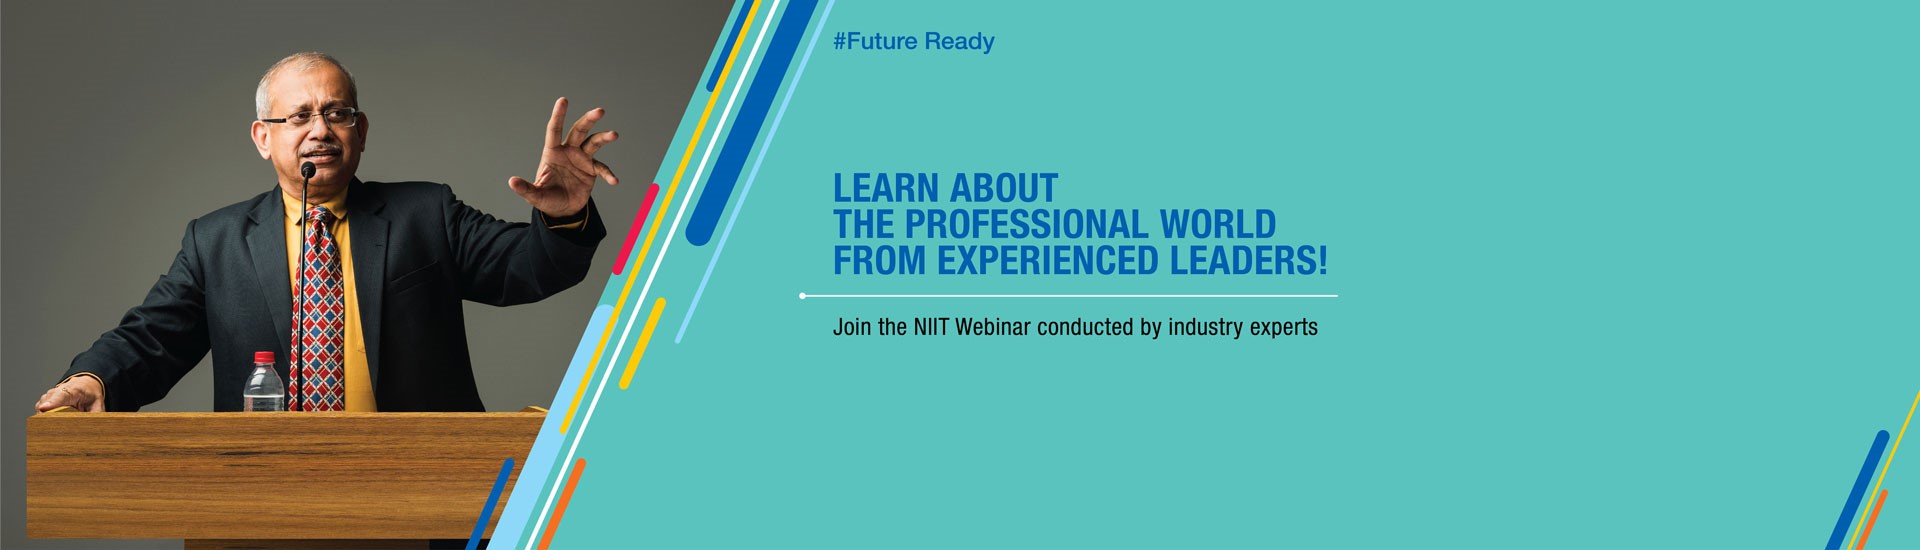 #Future Ready
LEARN ABOUT
THE PROFESSIONAL WORLD
FROM EXPERIENCED LEADERS!
Join the NIIT Webinar conducted by industry experts